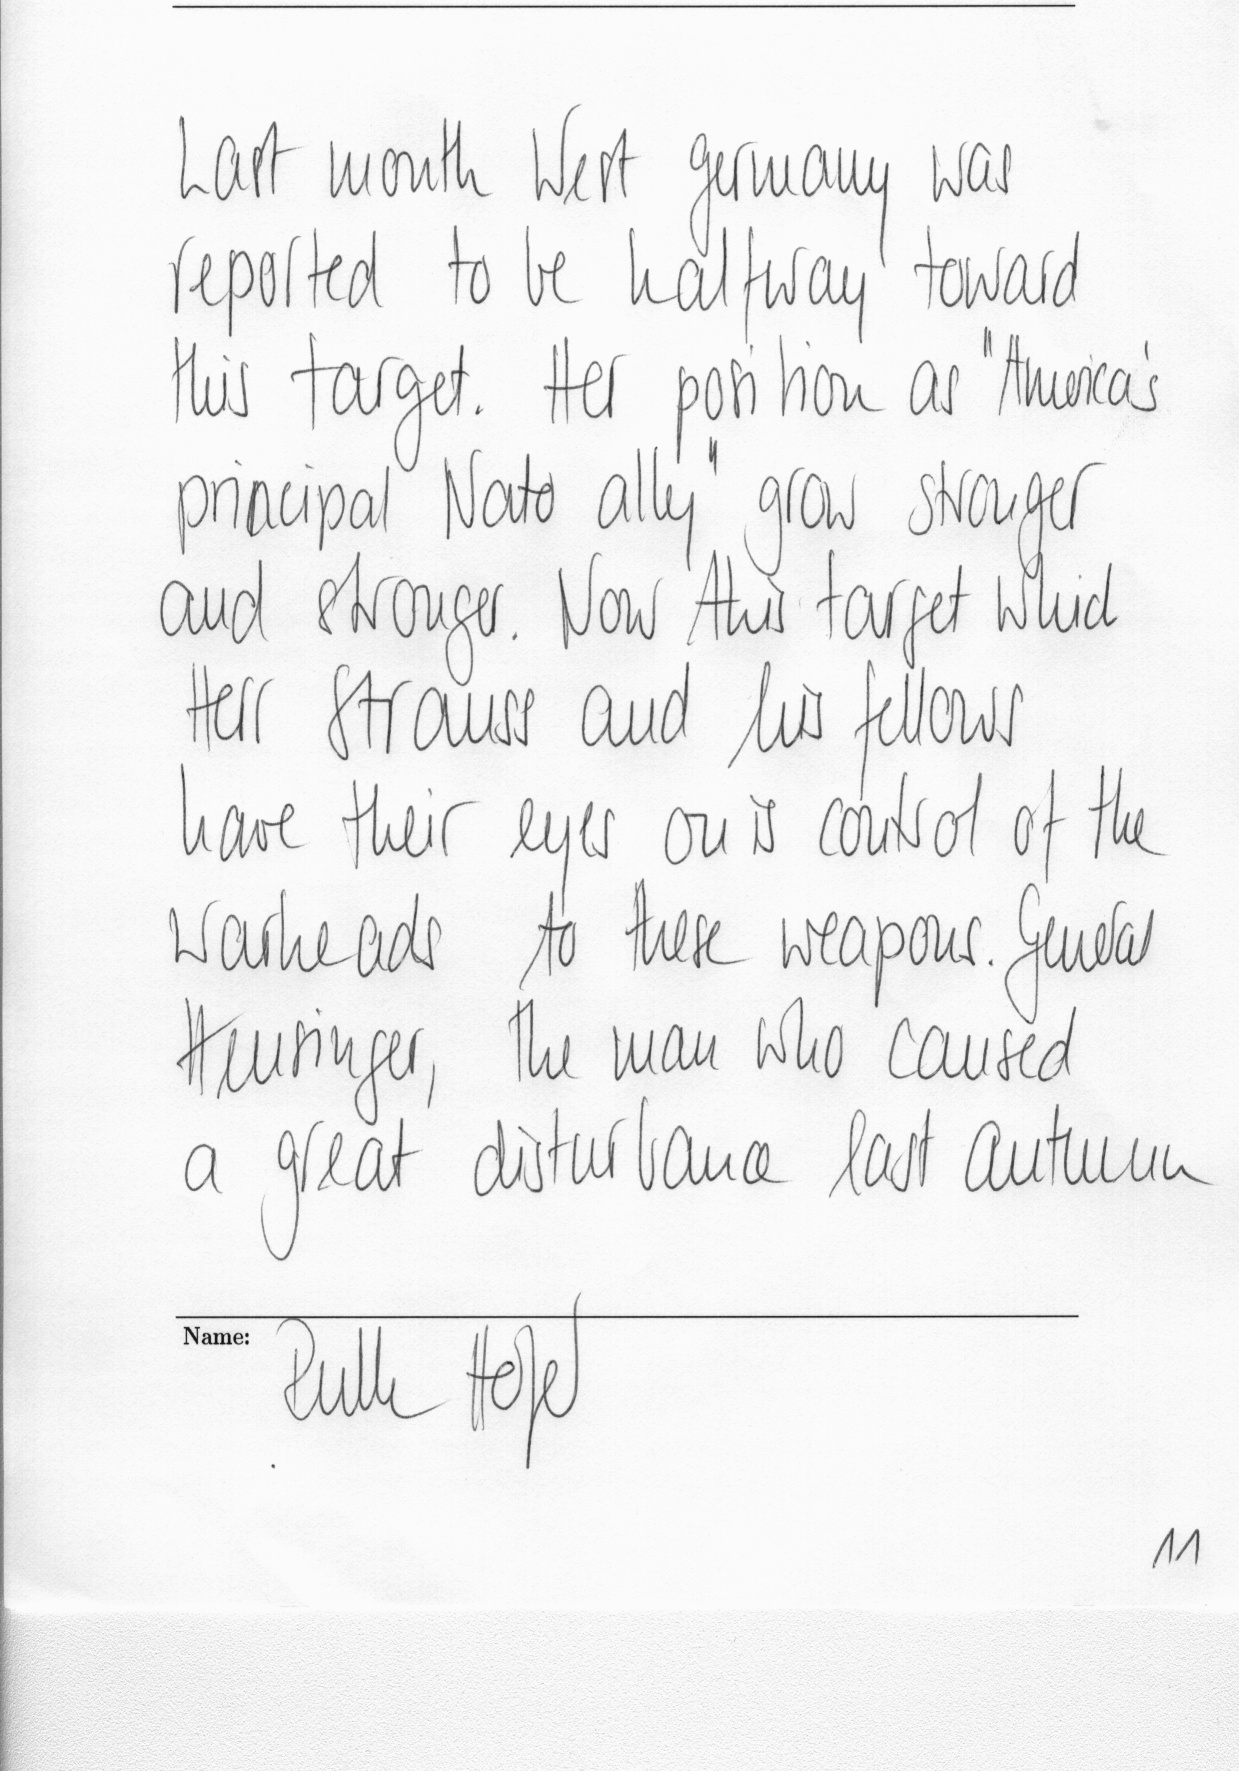 Last month West Germany was
reported to be halfway toward
this target. Her position as "America's
principal Nato ally" grow stronger
and stronger. Now this target which
Herr Strauss and his fellows
have their eyes on is control of the
warheads to these weapons. General
Heusinger, the man who caused
a great disturbance last autumn
Name: Ruth
11